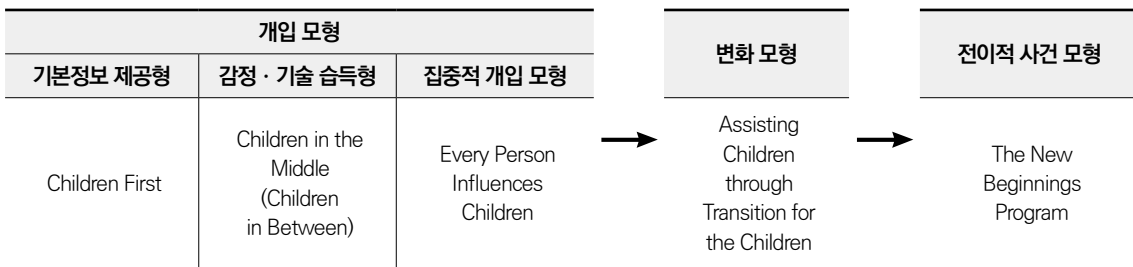 개입 모형
기본정보 제공형
감정 · 기술 습득형
집중적 개입 모형
Children First
Children in the
Middle
(Children
in Between)
Every Person
Influences
Children
변화 모형
Assisting
Children
through
Transition for
the Children
전이적 사건 모형
The New
Beginnings
Program